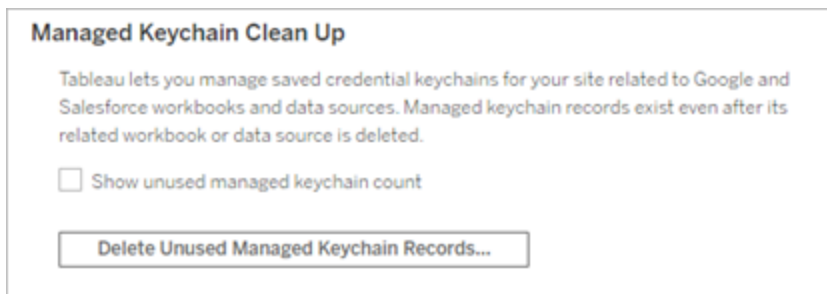 Managed Keychain Clean Up
Tableau lets you manage saved credential keychains for your site related to Google and
Salesforce workbooks and data sources. Managed keychain records exist even after its
related workbook or data source is deleted.
Show unused managed keychain count
Delete Unused Managed Keychain Records...